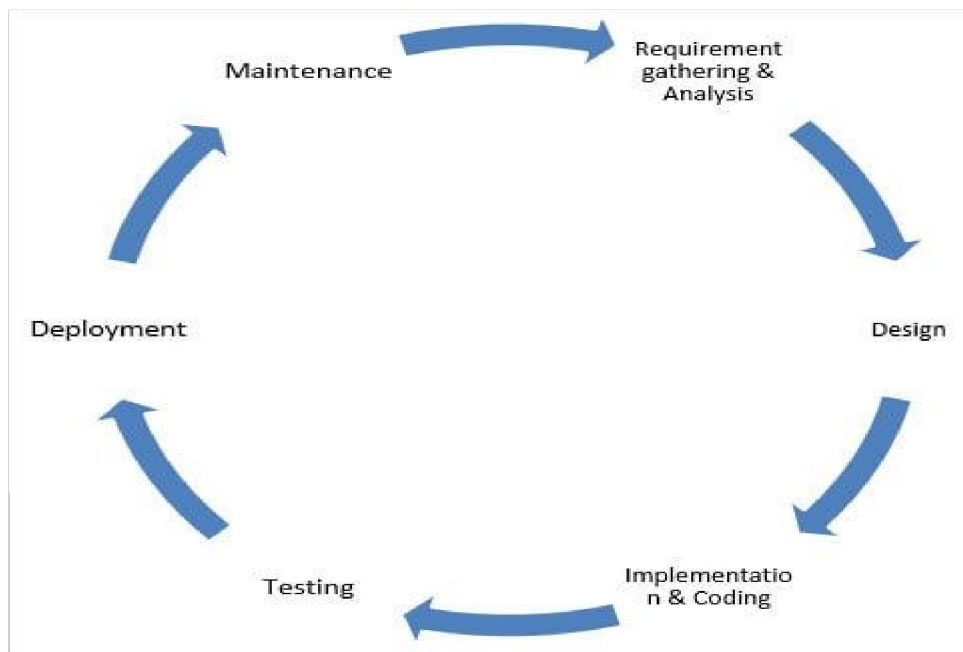 Maintenance
Requirement
gathering &
Analysis
Deployment
Design
Testing
Implementatio
n & Coding